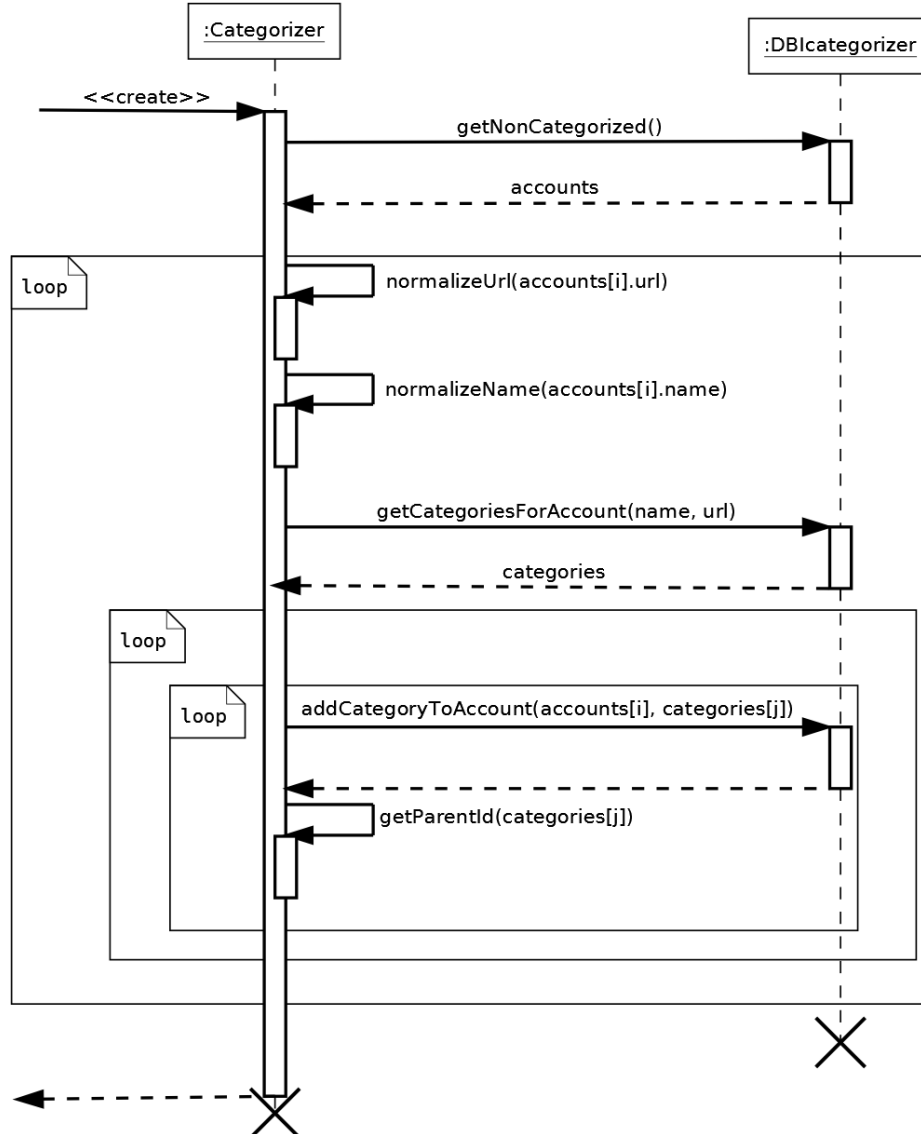 :Categorizer
:DBIcategorizer
<<create>>
getNonCategorized()
accounts
loop
normalizeUrl(accounts[i].url)
normalizeName(accounts[i].name)
getCategoriesForAccount(name, url)
categories
loop
loop
addCategoryToAccount(accounts[i], categories[j])
getParentId(categories[j])